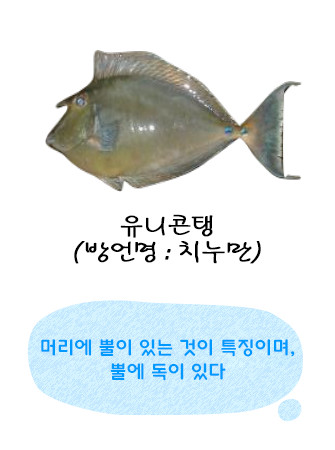 유니콘탱
(방언명 : 치누만)
머리에 뿔이 있는 것이 특징이며,
뿔에 독이 있다